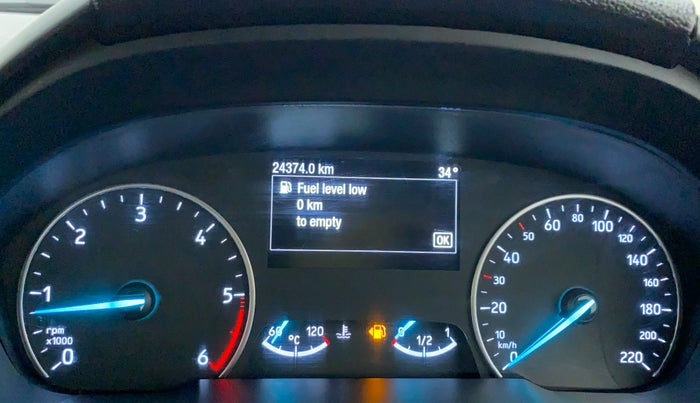 24374.0 km 34°
Fuel level low
0 km
to empty
OK
0 1 2 3 4 5 6
rpm
x1000
60 120
°C
0 1/2 1
0 10 20 30 40 50 60 80 100 120 140 160 180 200 220
km/h